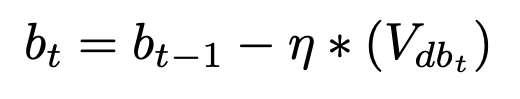 b_t = b_{t-1} - η * (V_{db_t})